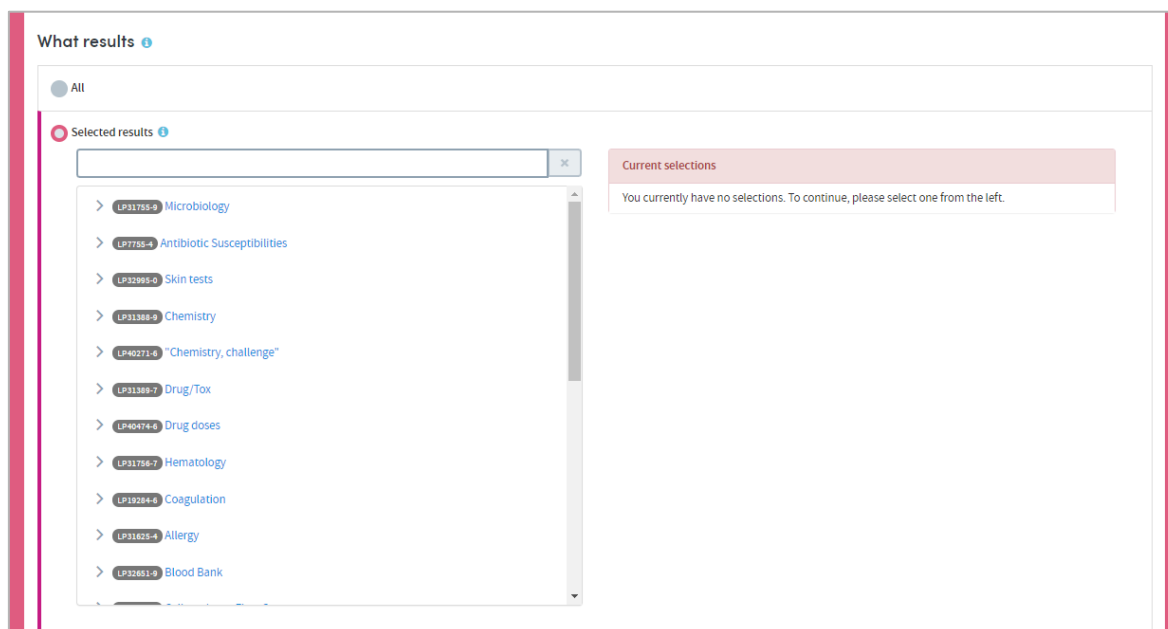 What results
All
Selected results
Current selections
You currently have no selections. To continue, please select one from the left.
LP31755-9 Microbiology
LP7755-4 Antibiotic Susceptibilities
LP32995-0 Skin tests
LP31388-9 Chemistry
LP40271-6 "Chemistry, challenge"
LP31389-7 Drug/Tox
LP40474-6 Drug doses
LP31756-7 Hematology
LP19284-6 Coagulation
LP31625-4 Allergy
LP32651-9 Blood Bank